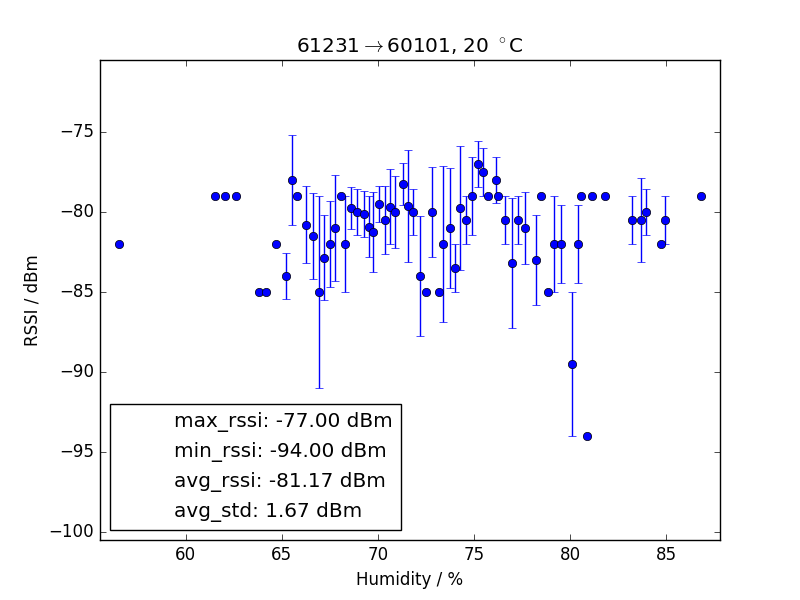 61231→60101, 20 °C
RSSI / dBm
−75
−80
−85
−90
−95
−100
max_rssi: -77.00 dBm
min_rssi: -94.00 dBm
avg_rssi: -81.17 dBm
avg_std: 1.67 dBm
60 65 70 75 80 85
Humidity / %